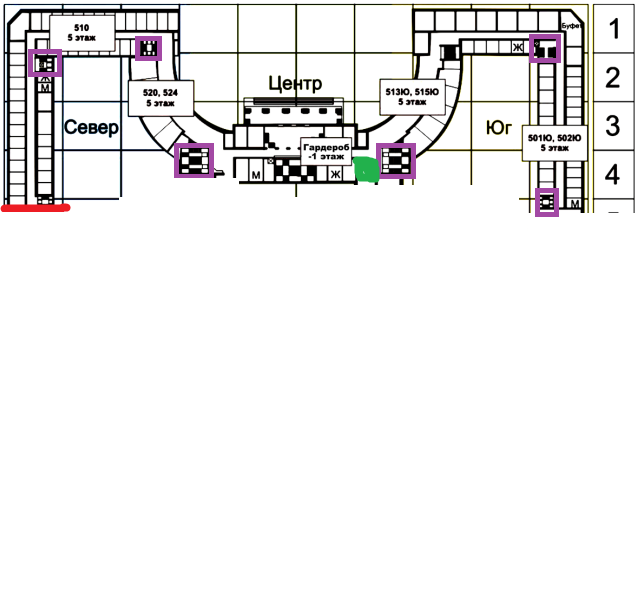 510
5 этаж
Буфет
1
Ж
Центр
2
М
520, 524
5 этаж
513Ю, 515Ю
5 этаж
Север
Юг
3
Гардероб
-1 этаж
501Ю, 502Ю
5 этаж
М
Ж
4
М